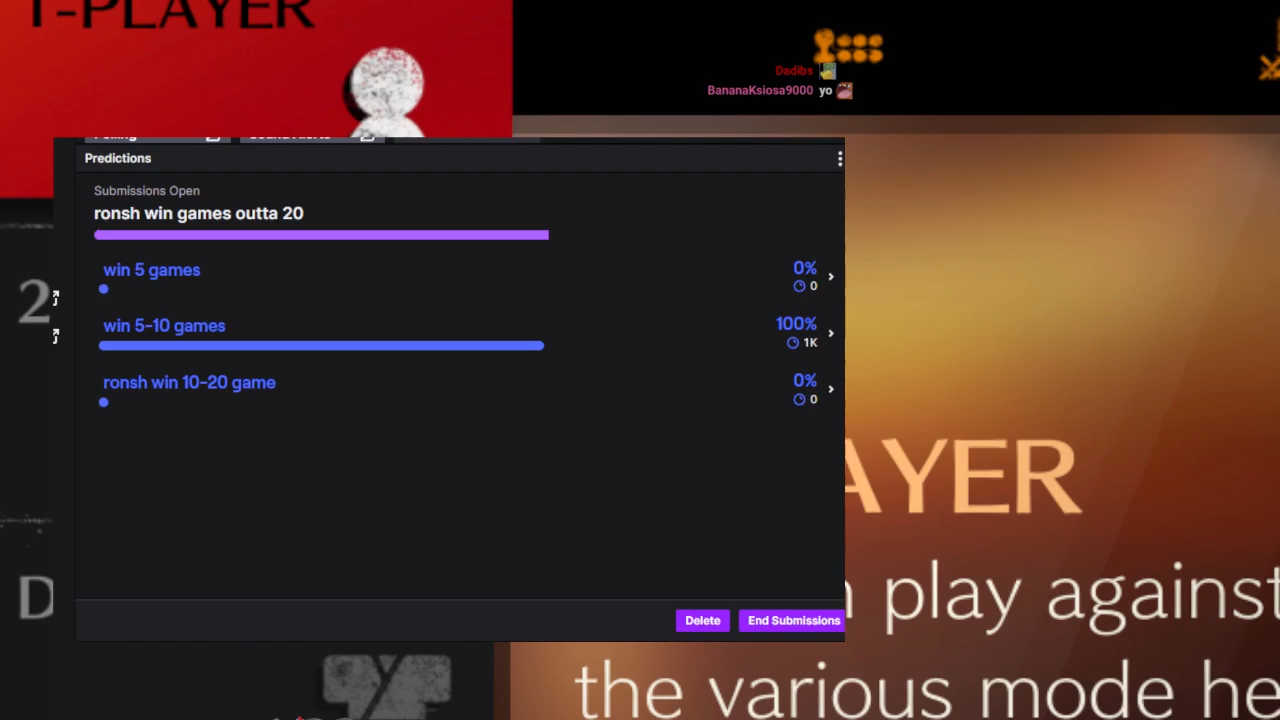 1-PLAYER
Dadibs
BananaKsiosa9000 yo
Predictions
Submissions Open
ronsh win games outta 20
win 5 games
0%
0
win 5-10 games
100%
1K
ronsh win 10-20 game
0%
0
2
D
AYER
play against
the various mode he
Delete
End Submissions